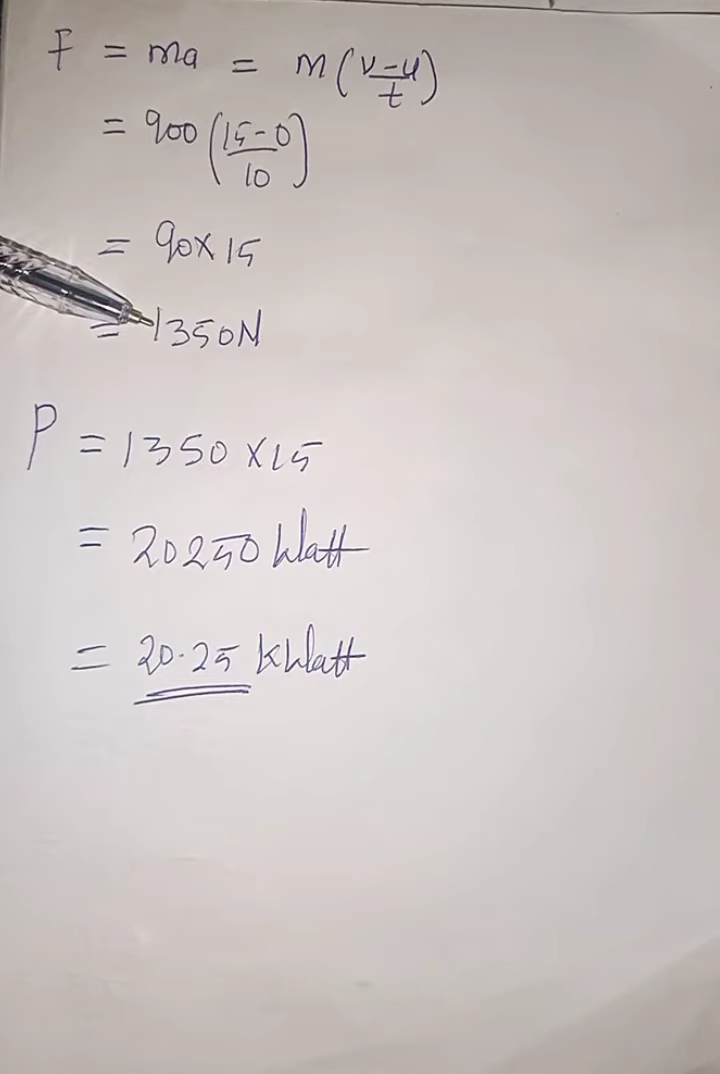 F = ma = m(v-u/t)
= 900(15-0/10)
= 90×15
= 1350N
P = 1350×15
= 20250 Watt
= 20.25 KWatt